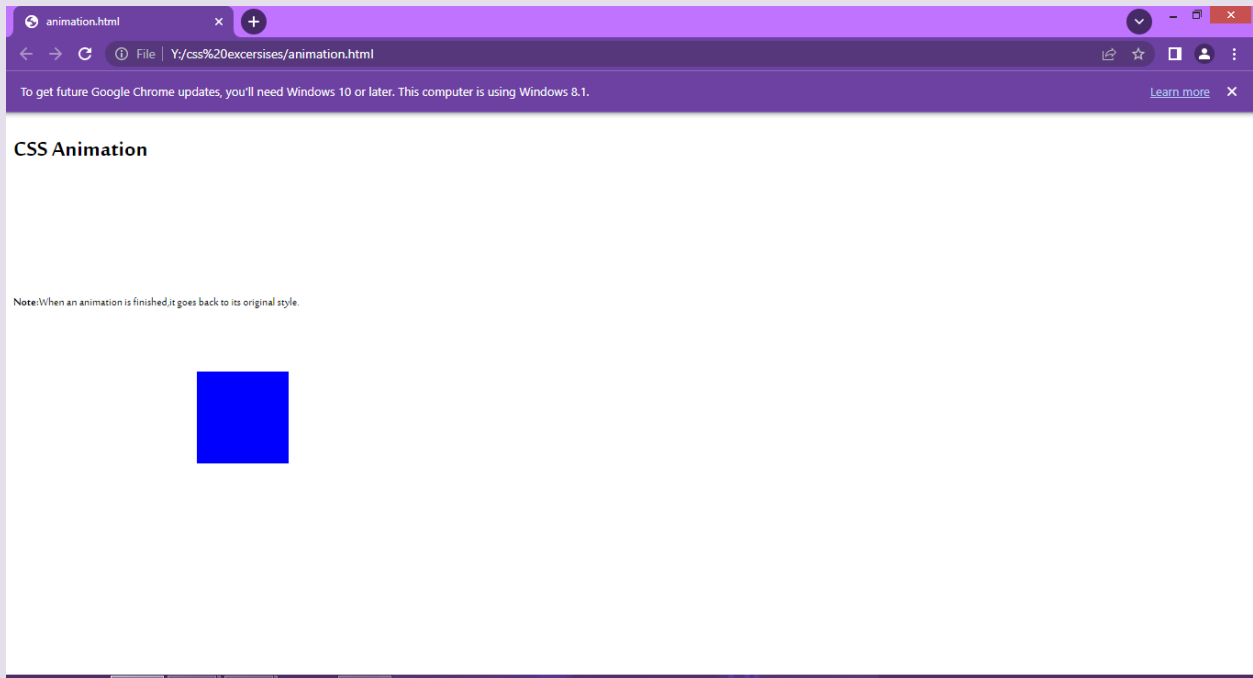 animation.html
File Y:/css%20excersises/animation.html
To get future Google Chrome updates, you'll need Windows 10 or later. This computer is using Windows 8.1. Learn more
CSS Animation
Note:When an animation is finished,it goes back to its original style.